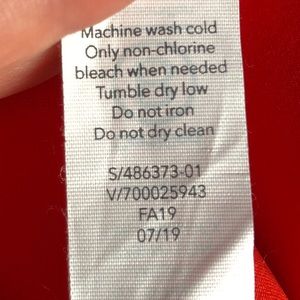 Machine wash cold
Only non-chlorine
bleach when needed
Tumble dry low
Do not iron
Do not dry clean
S/486373-01
V/700025943
FA19
07/19